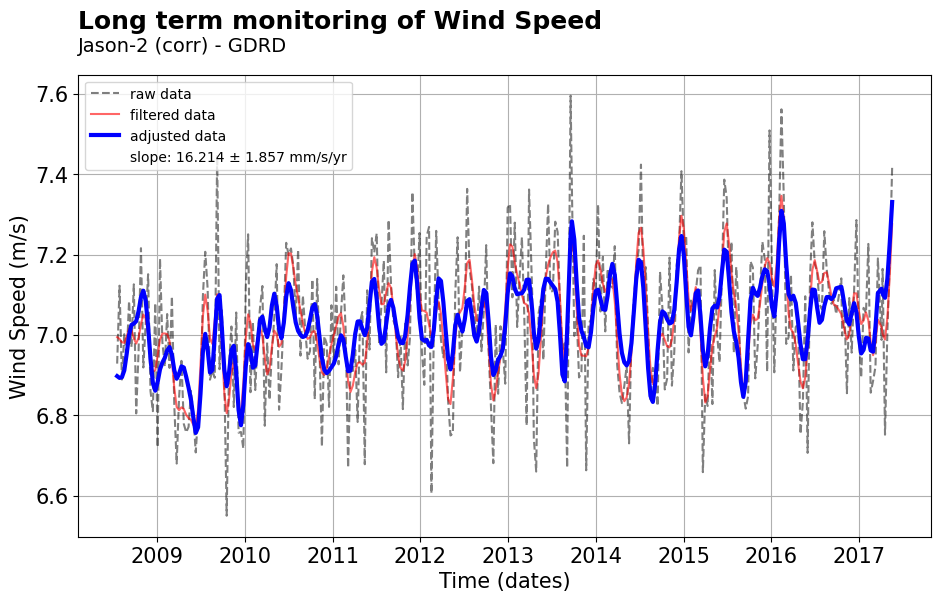 Long term monitoring of Wind Speed
Jason-2 (corr) - GDRD
raw data
filtered data
adjusted data
slope: 16.214 ± 1.857 mm/s/yr
Wind Speed (m/s)
7.6
7.4
7.2
7.0
6.8
6.6
2009 2010 2011 2012 2013 2014 2015 2016 2017
Time (dates)